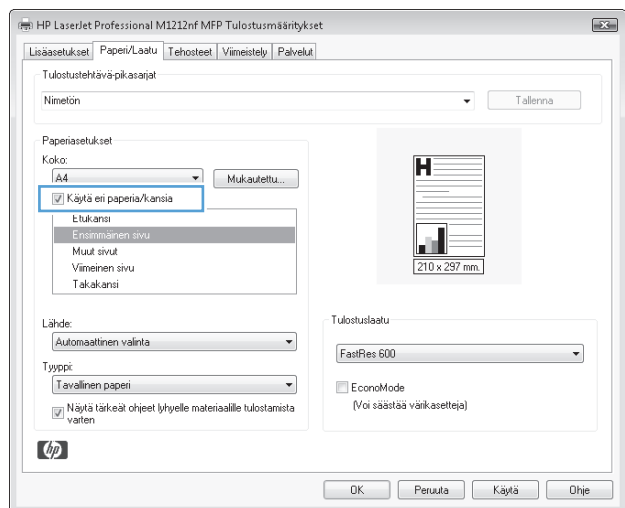 HP LaserJet Professional M1212nf MFP Tulostusmääritykset
Lisäasetukset Paperi/Laatu Tehosteet Viimeistely Palvelut
Tulostustehtävä-pikasarjat
Nimetön Tallenna
Paperiasetukset
Koko:
A4 Mukautettu...
Käytä eri paperia/kansia
Etukansi
Ensimmäinen sivu
Muut sivut
Viimeinen sivu
Takakansi
H
210 x 297 mm.
Lähde:
Automaattinen valinta
Tyyppi:
Tavallinen paperi
Näytä tärkeät ohjeet lyhyelle materiaalille tulostamista
varten
Tulostuslaatu
FastRes 600
EconoMode
(Voi säästää värikasetteja)
hp
OK Peruuta Käytä Ohje